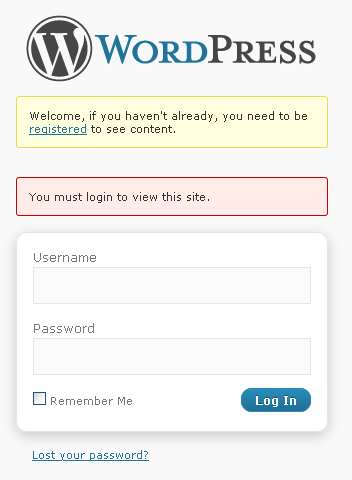 WORDPRESS
Welcome, if you haven't already, you need to be
registered to see content.
You must login to view this site.
Username
Password
Remember Me
Log In
Lost your password?